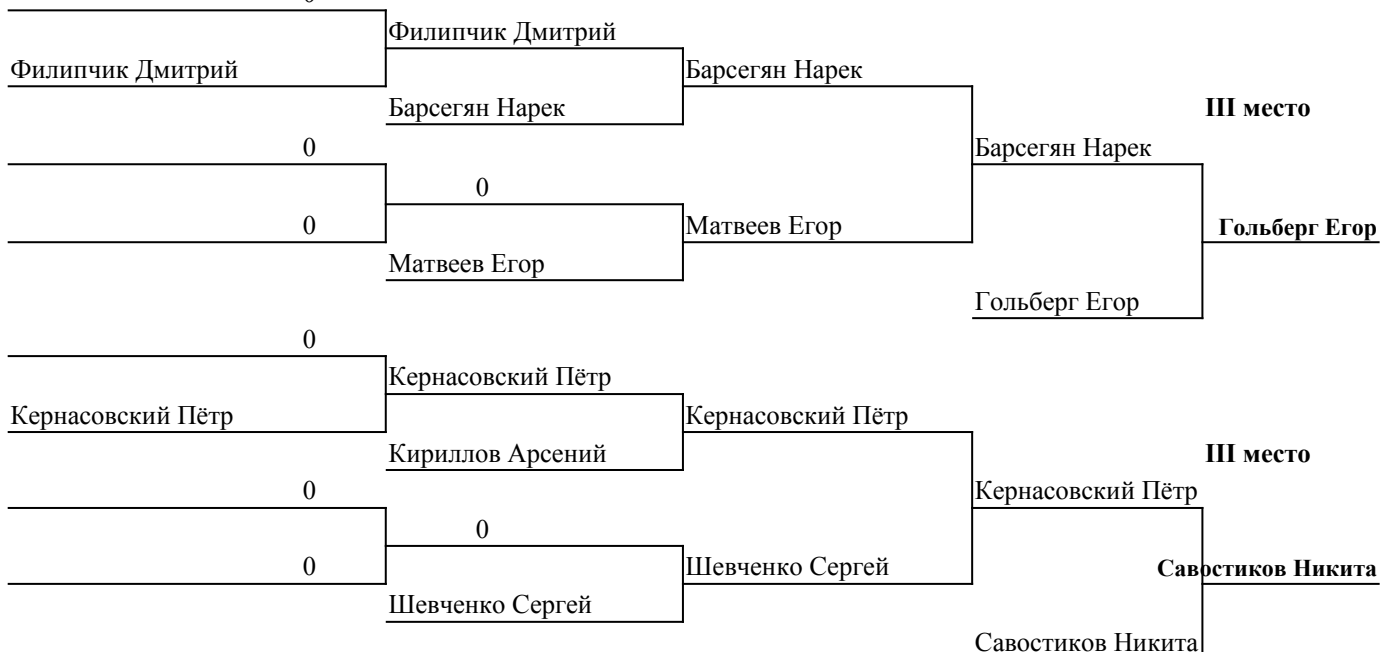 0
Филипчик Дмитрий
Филипчик Дмитрий Барсегян Нарек
Барсегян Нарек III место
0 Барсегян Нарек
0
0 Матвеев Егор Гольберг Егор
Матвеев Егор
Гольберг Егор
0
Кернасовский Пётр
Кернасовский Пётр Кернасовский Пётр
Кириллов Арсений III место
0 Кернасовский Пётр
0
0 Шевченко Сергей Савостиков Никита
Шевченко Сергей
Савостиков Никита